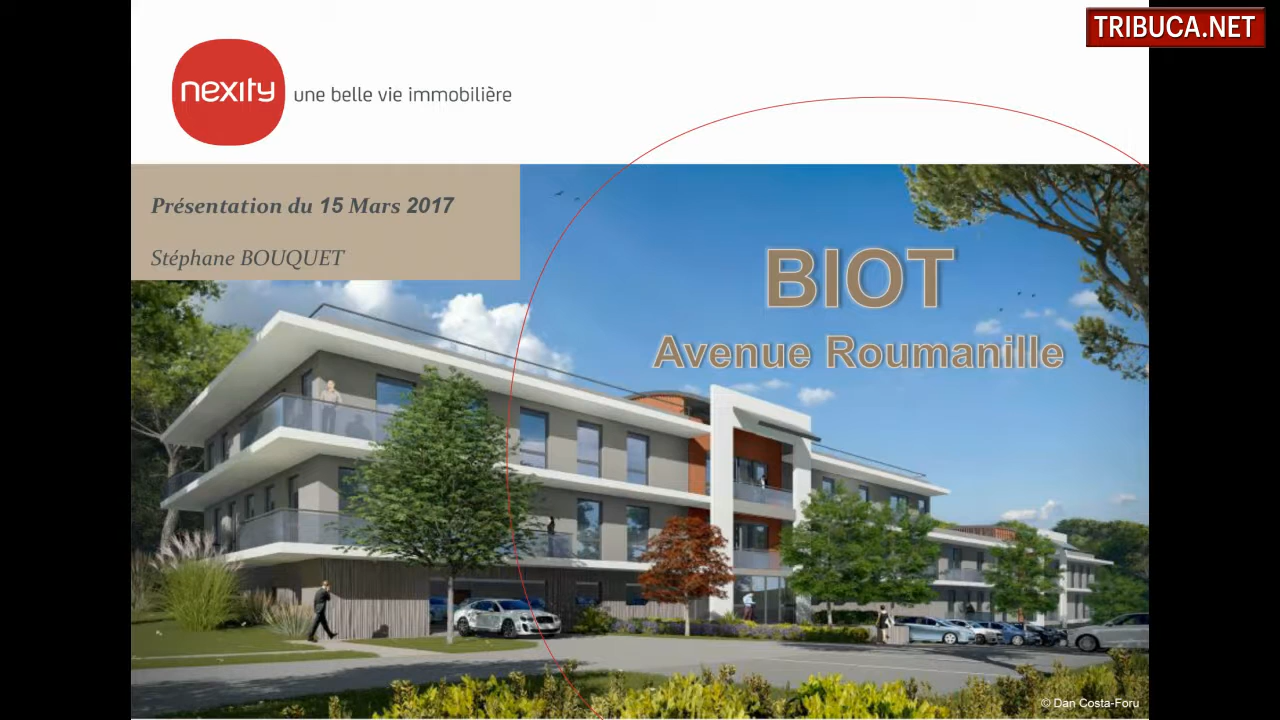 TRIBUCA.NET
nexity une belle vie immobilière
Présentation du 15 Mars 2017
Stéphane BOUQUET
BIOT
Avenue Roumanille
© Dan Costa-Foru